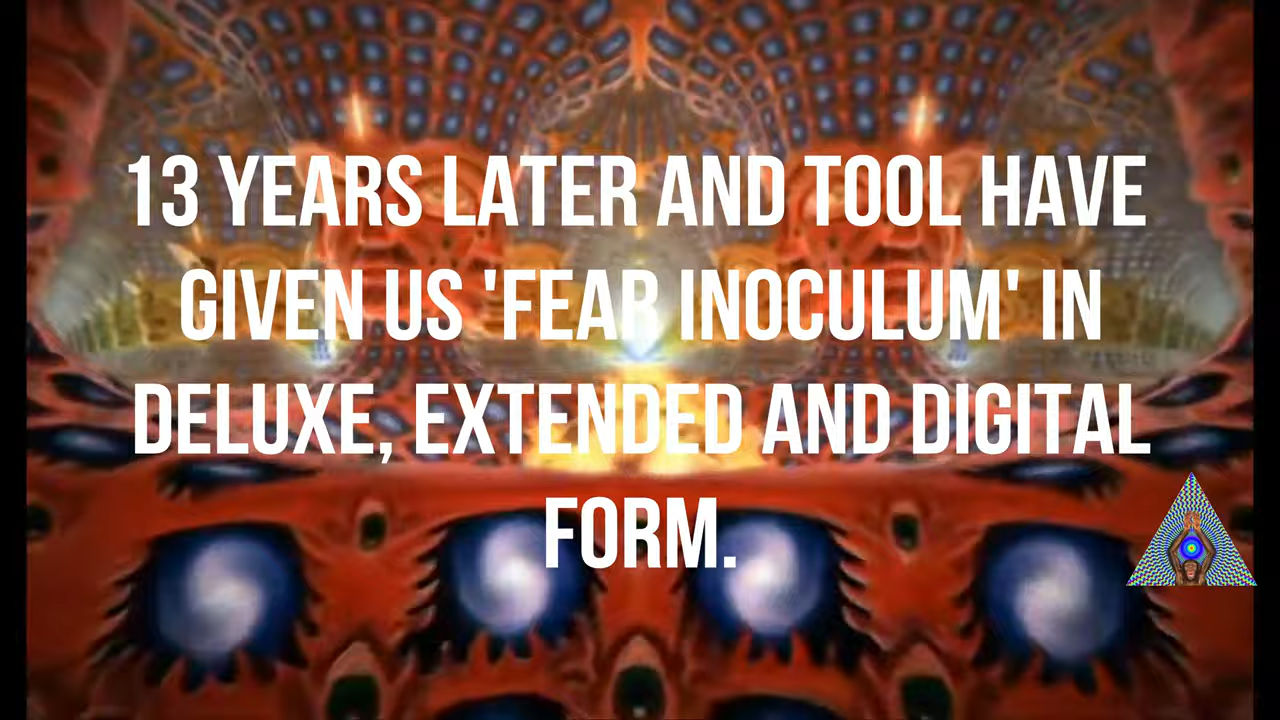 13 YEARS LATER AND TOOL HAVE
GIVEN US 'FEAR INOCULUM' IN
DELUXE, EXTENDED AND DIGITAL
FORM.